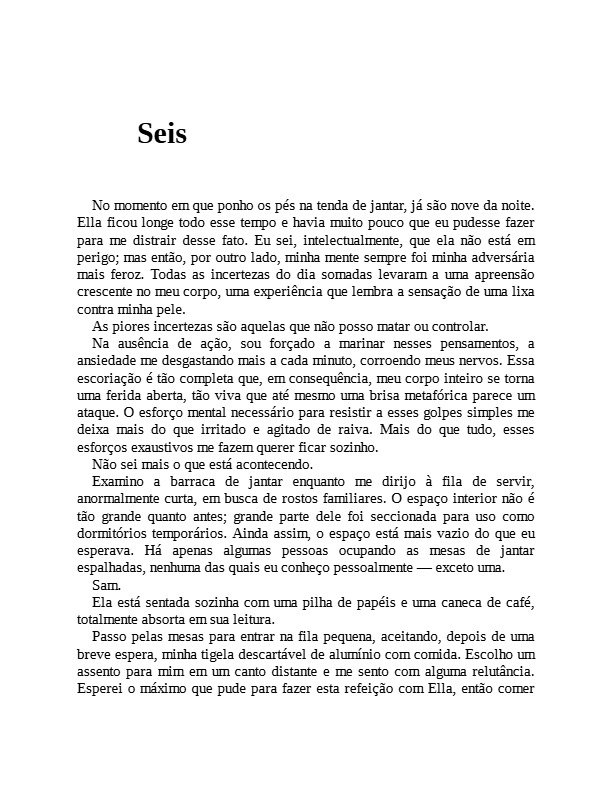 Seis
No momento em que ponho os pés na tenda de jantar, já são nove da noite.
Ella ficou longe todo esse tempo e havia muito pouco que eu pudesse fazer
para me distrair desse fato. Eu sei, intelectualmente, que ela não está em
perigo; mas então, por outro lado, minha mente sempre foi minha adversária
mais feroz. Todas as incertezas do dia somadas levaram a uma apreensão
crescente no meu corpo, uma experiência que lembra a sensação de uma lixa
contra minha pele.
As piores incertezas são aquelas que não posso matar ou controlar.
Na ausência de ação, sou forçado a marinar nesses pensamentos, a
ansiedade me desgastando mais a cada minuto, corroendo meus nervos. Essa
escoriação é tão completa que, em consequência, meu corpo inteiro se torna
uma ferida aberta, tão viva que até mesmo uma brisa metafórica parece um
ataque. O esforço mental necessário para resistir a esses golpes simples me
deixa mais do que irritado e agitado de raiva. Mais do que tudo, esses
esforços exaustivos me fazem querer ficar sozinho.
Não sei mais o que está acontecendo.
Examino a barraca de jantar enquanto me dirijo à fila de servir,
anormalmente curta, em busca de rostos familiares. O espaço interior não é
tão grande quanto antes; grande parte dele foi seccionada para uso como
dormitórios temporários. Ainda assim, o espaço está mais vazio do que eu
esperava. Há apenas algumas pessoas ocupando as mesas de jantar
espalhadas, nenhuma das quais eu conheço pessoalmente — exceto uma.
Sam.
Ela está sentada sozinha com uma pilha de papéis e uma caneca de café,
totalmente absorta em sua leitura.
Passo pelas mesas para entrar na fila pequena, aceitando, depois de uma
breve espera, minha tigela descartável de alumínio com comida. Escolho um
assento para mim em um canto distante e me sento com alguma relutância.
Esperei o máximo que pude para fazer esta refeição com Ella, então comer